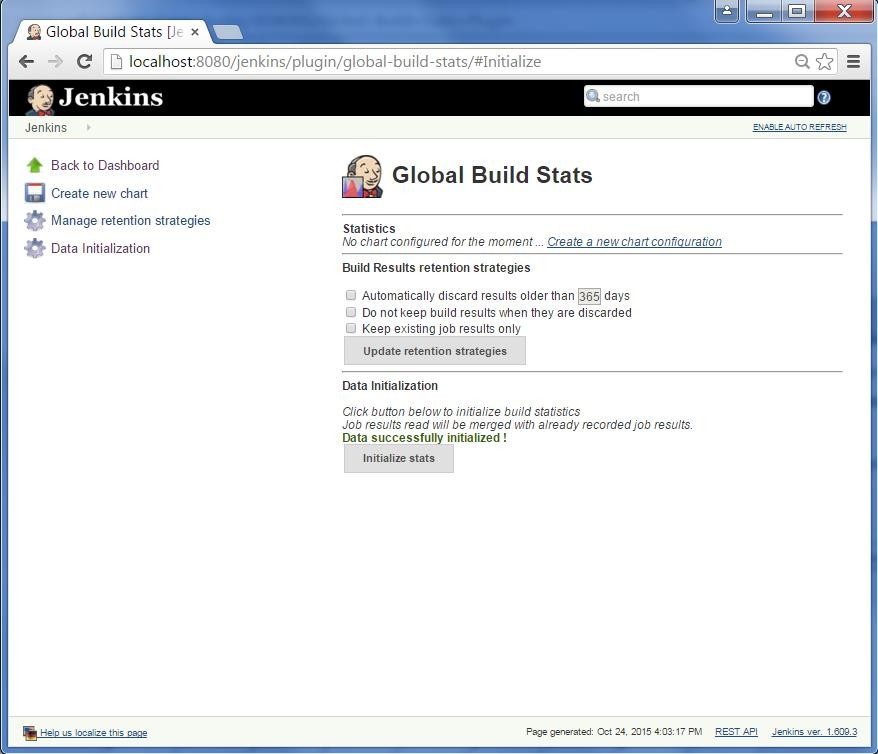 Global Build Stats [Je
localhost:8080/jenkins/plugin/global-build-stats/#Initialize
Jenkins
search
Jenkins
ENABLE AUTO REFRESH
Back to Dashboard
Create new chart
Manage retention strategies
Data Initialization
Global Build Stats
Statistics
No chart configured for the moment ... Create a new chart configuration
Build Results retention strategies
Automatically discard results older than 365 days
Do not keep build results when they are discarded
Keep existing job results only
Update retention strategies
Data Initialization
Click button below to initialize build statistics
Job results read will be merged with already recorded job results.
Data successfully initialized !
Initialize stats
Help us localize this page
Page generated: Oct 24, 2015 4:03:17 PM REST API Jenkins ver. 1.609.3